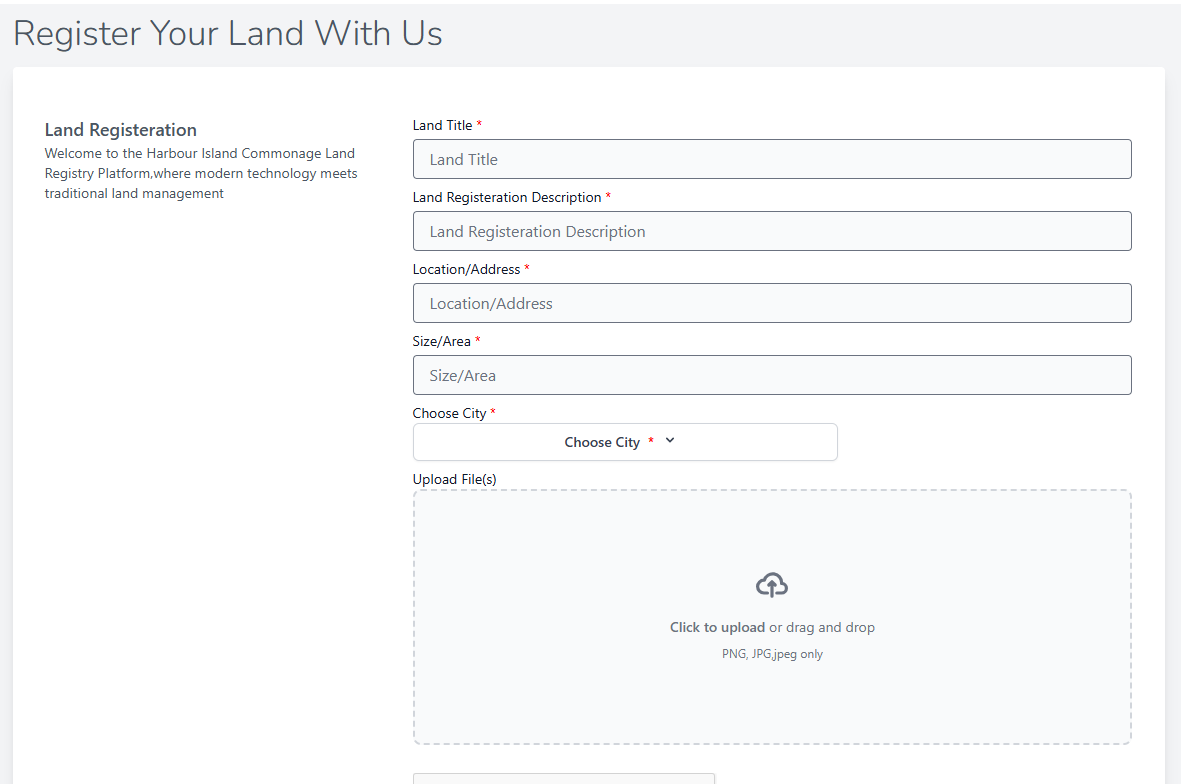 Register Your Land With Us
Land Registeration
Welcome to the Harbour Island Commonage Land
Registry Platform,where modern technology meets
traditional land management
Land Title *
Land Title
Land Registeration Description *
Land Registeration Description
Location/Address *
Location/Address
Size/Area *
Size/Area
Choose City *
Choose City *
Upload File(s)
Click to upload or drag and drop
PNG, JPG,jpeg only